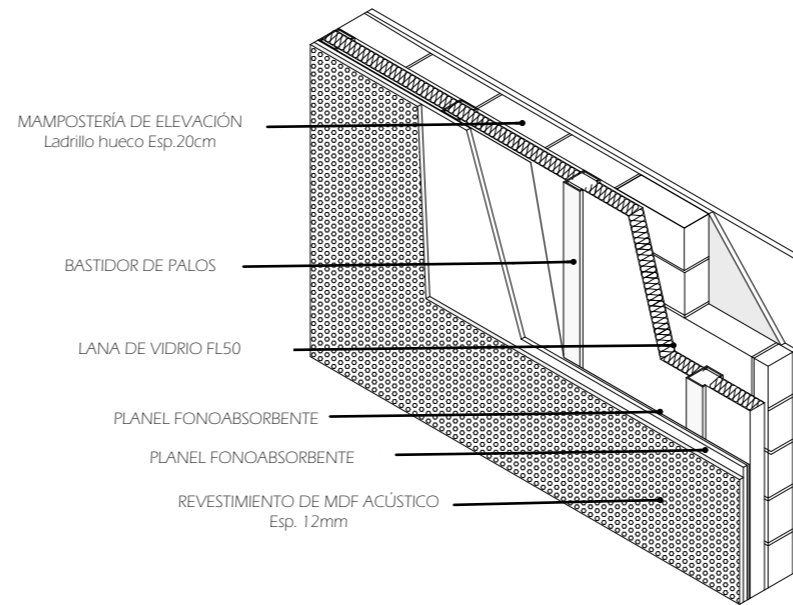 MAMPOSTERÍA DE ELEVACIÓN
Ladrillo hueco Esp.20cm
BASTIDOR DE PALOS
LANA DE VIDRIO FL50
PLANEL FONOABSORBENTE
PLANEL FONOABSORBENTE
REVESTIMIENTO DE MDF ACÚSTICO
Esp. 12mm